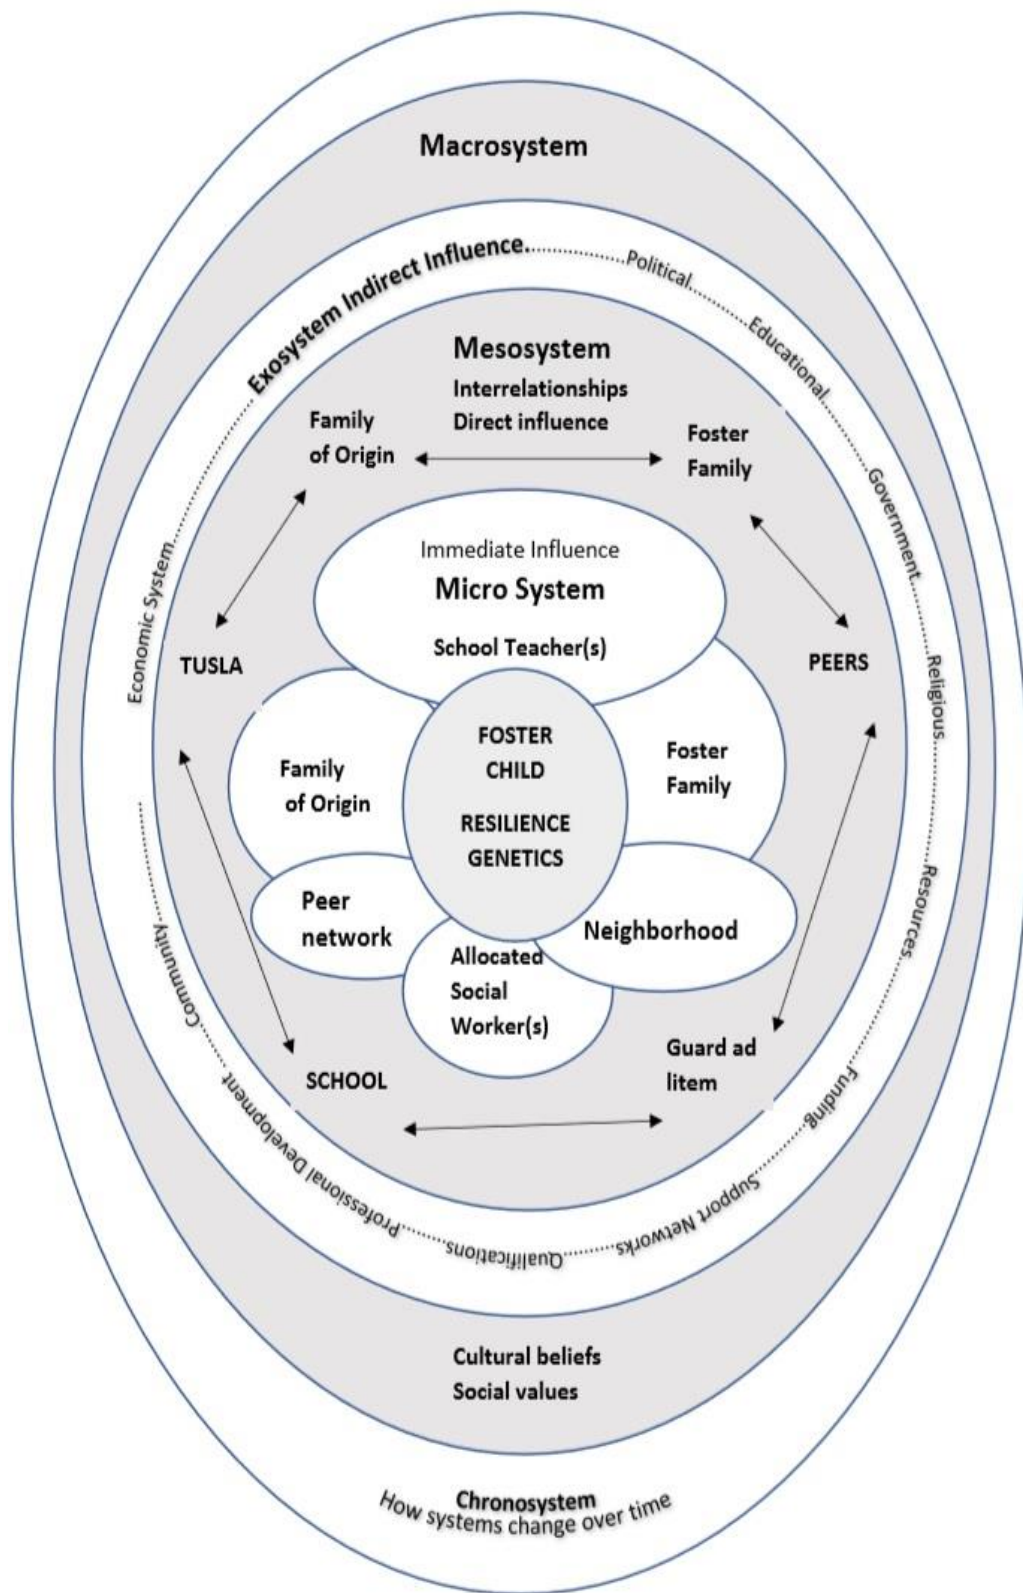 Macrosystem
Exosystem Indirect Influence..................Political..............Educational..............Government..............Religious..............Resources..............Funding..............Support Networks.........Qualifications.........Professional Development..............Community..............
Economic System..............
Mesosystem
Interrelationships
Direct influence
Family
of Origin
Foster
Family
TUSLA
PEERS
SCHOOL
Guard ad
litem
Immediate Influence
Micro System
School Teacher(s)
FOSTER
CHILD
RESILIENCE
GENETICS
Family
of Origin
Foster
Family
Peer
network
Neighborhood
Allocated
Social
Worker(s)
Cultural beliefs
Social values
Chronosystem
How systems change over time